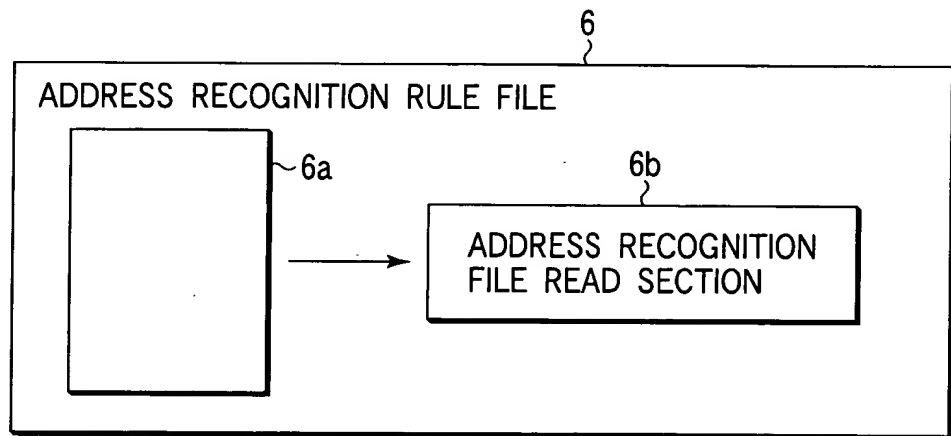 6
ADDRESS RECOGNITION RULE FILE
6a
6b
ADDRESS RECOGNITION
FILE READ SECTION